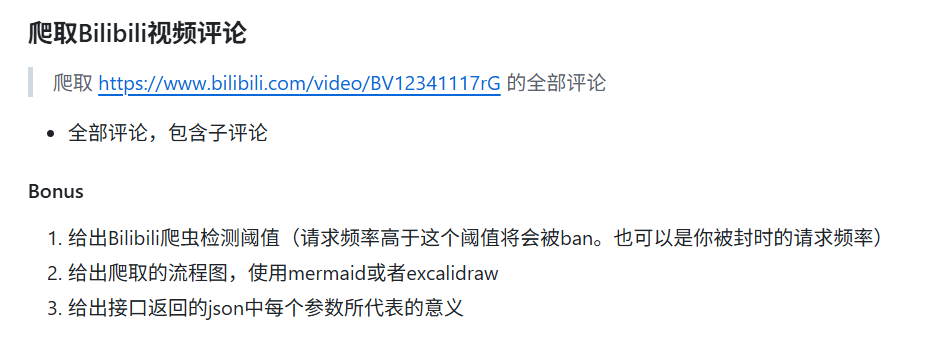 爬取Bilibili视频评论
爬取 https://www.bilibili.com/video/BV12341117rG 的全部评论
全部评论，包含子评论
Bonus
1. 给出Bilibili爬虫检测阈值（请求频率高于这个阈值将会被ban。也可以是你被封时的请求频率）
2. 给出爬取的流程图，使用mermaid或者excalidraw
3. 给出接口返回的json中每个参数所代表的意义